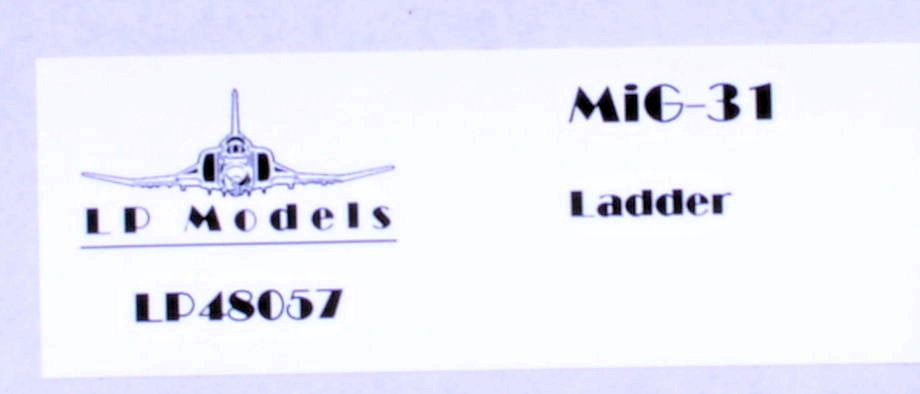 LP Models
LP48057
MiG-31
Ladder